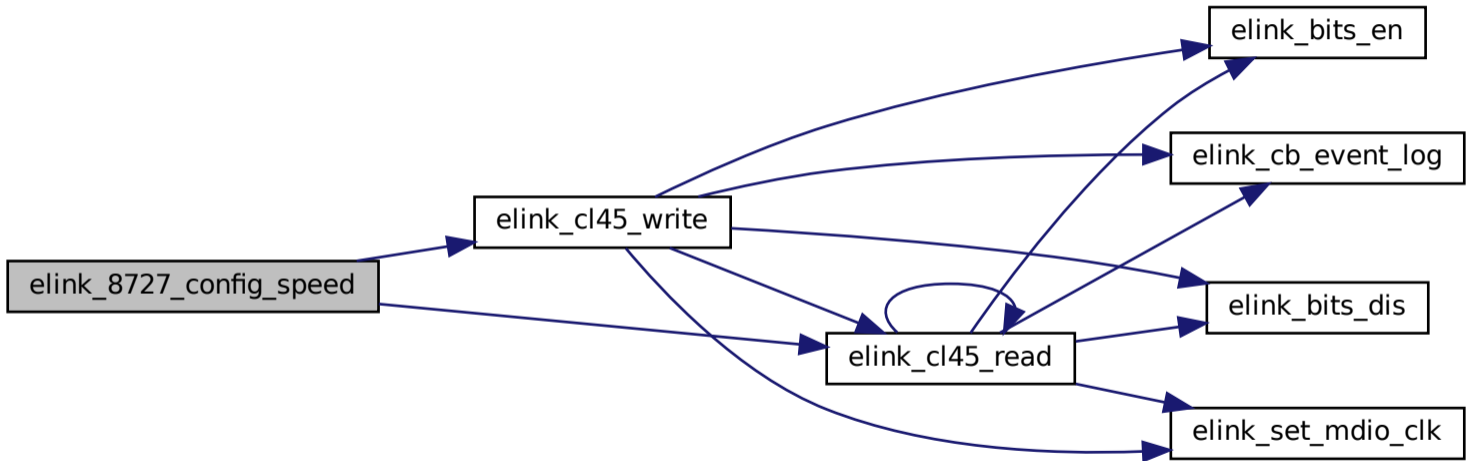 elink_bits_en
elink_cb_event_log
elink_cl45_write
elink_8727_config_speed
elink_bits_dis
elink_cl45_read
elink_set_mdio_clk